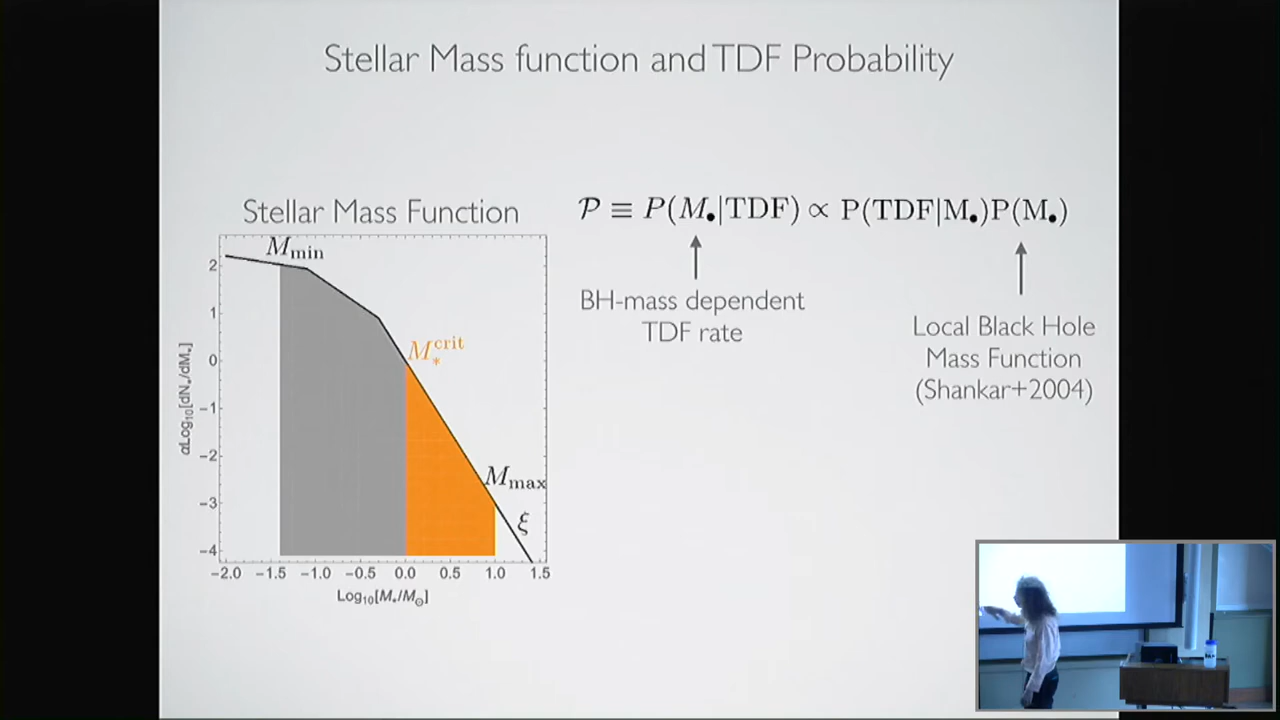 Stellar Mass function and TDF Probability
Stellar Mass Function
𝒫 ≡ P(M•|TDF) ∝ P(TDF|M•)P(M•)
BH-mass dependent
TDF rate
Local Black Hole
Mass Function
(Shankar+2004)
M_min
M_*^crit
M_max
ξ
αLog₁₀[dN⋆/dM⋆]
2
1
0
−1
−2
−3
−4
−2.0 −1.5 −1.0 −0.5 0.0 0.5 1.0 1.5
Log₁₀[M⋆/M⊙]